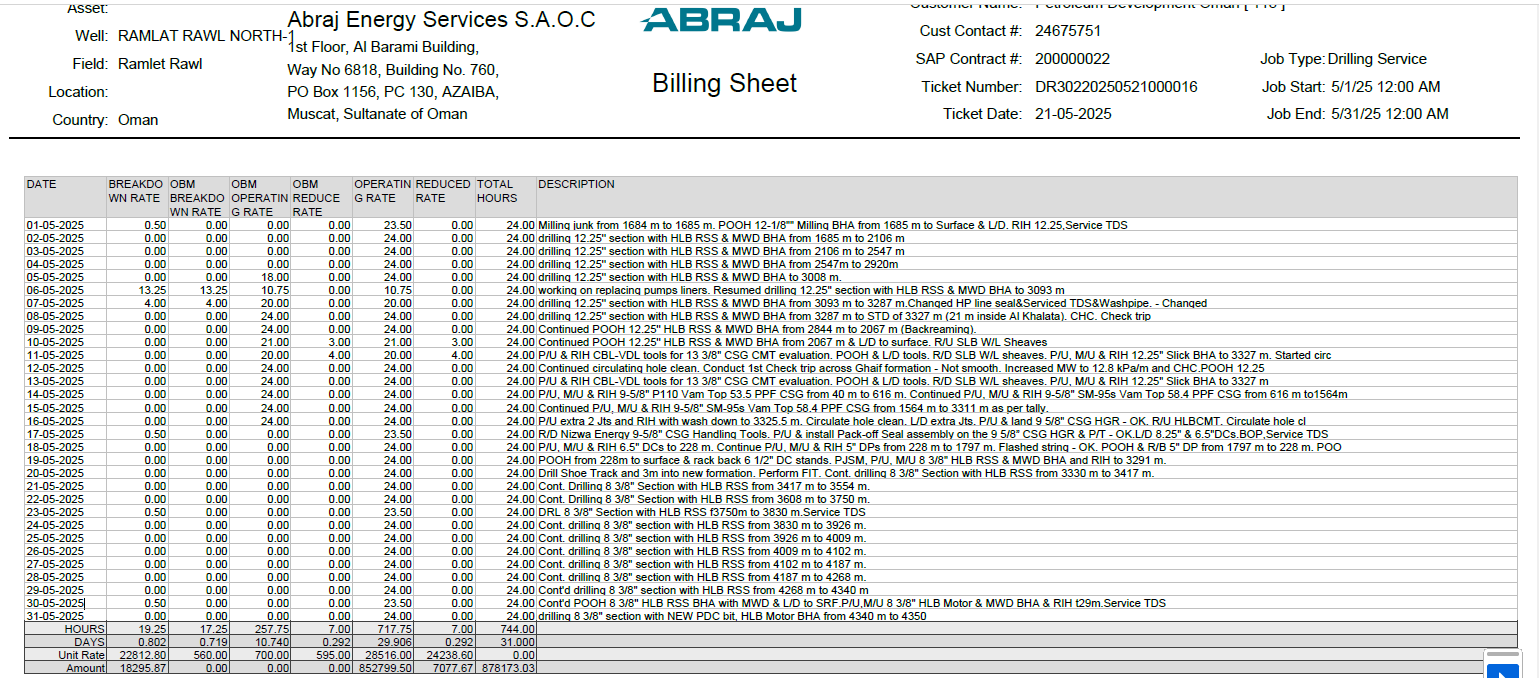 Asset:
Well: RAMLAT RAWL NORTH-1
Field: Ramlet Rawl
Location:
Country: Oman
Abraj Energy Services S.A.O.C
1st Floor, Al Barami Building,
Way No 6818, Building No. 760,
PO Box 1156, PC 130, AZAIBA,
Muscat, Sultanate of Oman
ABRAJ
Billing Sheet
Customer Name: Petroleum Development Oman [ 110 ]
Cust Contact #: 24675751
SAP Contract #: 200000022
Ticket Number: DR30220250521000016
Ticket Date: 21-05-2025
Job Type: Drilling Service
Job Start: 5/1/25 12:00 AM
Job End: 5/31/25 12:00 AM
DATE BREAKDOWN RATE OBM BREAKDOWN RATE OBM OPERATING RATE OBM REDUCE RATE OPERATING RATE REDUCED RATE TOTAL HOURS DESCRIPTION
01-05-2025 0.50 0.00 0.00 0.00 23.50 0.00 24.00 Milling junk from 1684 m to 1685 m. POOH 12-1/8"" Milling BHA from 1685 m to Surface & L/D. RIH 12.25,Service TDS
02-05-2025 0.00 0.00 0.00 0.00 24.00 0.00 24.00 drilling 12.25" section with HLB RSS & MWD BHA from 1685 m to 2106 m
03-05-2025 0.00 0.00 0.00 0.00 24.00 0.00 24.00 drilling 12.25" section with HLB RSS & MWD BHA from 2106 m to 2547 m
04-05-2025 0.00 0.00 0.00 0.00 24.00 0.00 24.00 drilling 12.25" section with HLB RSS & MWD BHA from 2547m to 2920m
05-05-2025 0.00 0.00 18.00 0.00 24.00 0.00 24.00 drilling 12.25" section with HLB RSS & MWD BHA to 3008 m.
06-05-2025 13.25 13.25 10.75 0.00 10.75 0.00 24.00 working on replacing pumps liners. Resumed drilling 12.25" section with HLB RSS & MWD BHA to 3093 m
07-05-2025 4.00 4.00 20.00 0.00 20.00 0.00 24.00 drilling 12.25" section with HLB RSS & MWD BHA from 3093 m to 3287 m.Changed HP line seal&Serviced TDS&Washpipe. - Changed
08-05-2025 0.00 0.00 24.00 0.00 24.00 0.00 24.00 drilling 12.25" section with HLB RSS & MWD BHA from 3287 m to STD of 3327 m (21 m inside Al Khalata). CHC. Check trip
09-05-2025 0.00 0.00 24.00 0.00 24.00 0.00 24.00 Continued POOH 12.25" HLB RSS & MWD BHA from 2844 m to 2067 m (Backreaming).
10-05-2025 0.00 0.00 21.00 3.00 21.00 3.00 24.00 Continued POOH 12.25" HLB RSS & MWD BHA from 2067 m & L/D to surface. R/U SLB W/L Sheaves
11-05-2025 0.00 0.00 20.00 4.00 20.00 4.00 24.00 P/U & RIH CBL-VDL tools for 13 3/8" CSG CMT evaluation. POOH & L/D tools. R/D SLB W/L sheaves. P/U, M/U & RIH 12.25" Slick BHA to 3327 m. Started circ
12-05-2025 0.00 0.00 24.00 0.00 24.00 0.00 24.00 Continued circulating hole clean. Conduct 1st Check trip across Ghaif formation - Not smooth. Increased MW to 12.8 kPa/m and CHC.POOH 12.25
13-05-2025 0.00 0.00 24.00 0.00 24.00 0.00 24.00 P/U & RIH CBL-VDL tools for 13 3/8" CSG CMT evaluation. POOH & L/D tools. R/D SLB W/L sheaves. P/U, M/U & RIH 12.25" Slick BHA to 3327 m
14-05-2025 0.00 0.00 24.00 0.00 24.00 0.00 24.00 P/U, M/U & RIH 9-5/8" P110 Vam Top 53.5 PPF CSG from 40 m to 616 m. Continued P/U, M/U & RIH 9-5/8" SM-95s Vam Top 58.4 PPF CSG from 616 m to1564m
15-05-2025 0.00 0.00 24.00 0.00 24.00 0.00 24.00 Continued P/U, M/U & RIH 9-5/8" SM-95s Vam Top 58.4 PPF CSG from 1564 m to 3311 m as per tally.
16-05-2025 0.00 0.00 24.00 0.00 24.00 0.00 24.00 P/U extra 2 Jts and RIH with wash down to 3325.5 m. Circulate hole clean. L/D extra Jts. P/U & land 9 5/8" CSG HGR - OK. R/U HLBCMT. Circulate hole cl
17-05-2025 0.50 0.00 0.00 0.00 23.50 0.00 24.00 R/D Nizwa Energy 9-5/8" CSG Handling Tools. P/U & install Pack-off Seal assembly on the 9 5/8" CSG HGR & P/T - OK.L/D 8.25" & 6.5"DCs.BOP,Service TDS
18-05-2025 0.00 0.00 0.00 0.00 24.00 0.00 24.00 P/U, M/U & RIH 6.5" DCs to 228 m. Continue P/U, M/U & RIH 5" DPs from 228 m to 1797 m. Flashed string - OK. POOH & R/B 5" DP from 1797 m to 228 m. POO
19-05-2025 0.00 0.00 0.00 0.00 24.00 0.00 24.00 POOH from 228m to surface & rack back 6 1/2" DC stands. PJSM, P/U, M/U 8 3/8" HLB RSS & MWD BHA and RIH to 3291 m.
20-05-2025 0.00 0.00 0.00 0.00 24.00 0.00 24.00 Drill Shoe Track and 3m into new formation. Perform FIT. Cont. drilling 8 3/8" Section with HLB RSS from 3330 m to 3417 m.
21-05-2025 0.00 0.00 0.00 0.00 24.00 0.00 24.00 Cont. Drilling 8 3/8" Section with HLB RSS from 3417 m to 3554 m.
22-05-2025 0.00 0.00 0.00 0.00 24.00 0.00 24.00 Cont. Drilling 8 3/8" Section with HLB RSS from 3608 m to 3750 m.
23-05-2025 0.50 0.00 0.00 0.00 23.50 0.00 24.00 DRL 8 3/8" Section with HLB RSS f3750m to 3830 m.Service TDS
24-05-2025 0.00 0.00 0.00 0.00 24.00 0.00 24.00 Cont. drilling 8 3/8" section with HLB RSS from 3830 m to 3926 m.
25-05-2025 0.00 0.00 0.00 0.00 24.00 0.00 24.00 Cont. drilling 8 3/8" section with HLB RSS from 3926 m to 4009 m.
26-05-2025 0.00 0.00 0.00 0.00 24.00 0.00 24.00 Cont. drilling 8 3/8" section with HLB RSS from 4009 m to 4102 m.
27-05-2025 0.00 0.00 0.00 0.00 24.00 0.00 24.00 Cont. drilling 8 3/8" section with HLB RSS from 4102 m to 4187 m.
28-05-2025 0.00 0.00 0.00 0.00 24.00 0.00 24.00 Cont. drilling 8 3/8" section with HLB RSS from 4187 m to 4268 m.
29-05-2025 0.00 0.00 0.00 0.00 24.00 0.00 24.00 Cont'd drilling 8 3/8" section with HLB RSS from 4268 m to 4340 m
30-05-2025 0.50 0.00 0.00 0.00 23.50 0.00 24.00 Cont'd POOH 8 3/8" HLB RSS BHA with MWD & L/D to SRF.P/U,M/U 8 3/8" HLB Motor & MWD BHA & RIH t29m.Service TDS
31-05-2025 0.00 0.00 0.00 0.00 24.00 0.00 24.00 drilling 8 3/8" section with NEW PDC bit, HLB Motor BHA from 4340 m to 4350
HOURS 19.25 17.25 257.75 7.00 717.75 7.00 744.00
DAYS 0.802 0.719 10.740 0.292 29.906 0.292 31.000
Unit Rate 22812.80 560.00 700.00 595.00 28516.00 24238.60 0.00
Amount 18295.87 0.00 0.00 0.00 852799.50 7077.67 878173.03